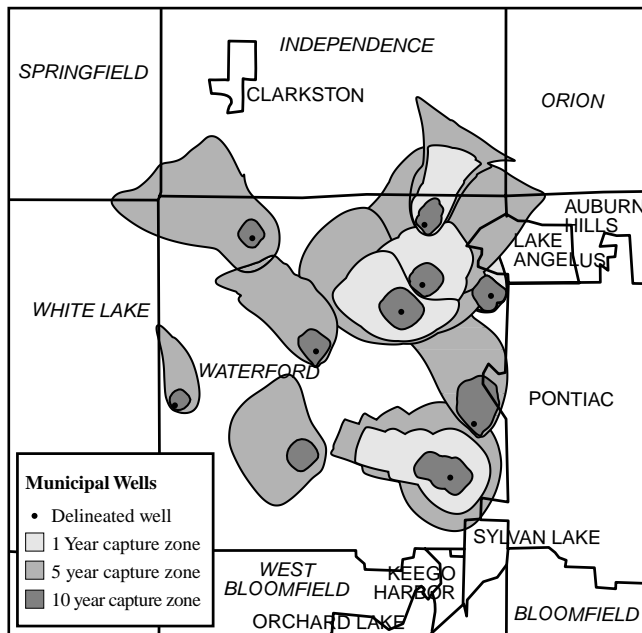 INDEPENDENCE
SPRINGFIELD
CLARKSTON
ORION
AUBURN
HILLS
LAKE
ANGELUS
WHITE LAKE
WATERFORD
PONTIAC
Municipal Wells
Delineated well
1 Year capture zone
5 year capture zone
10 year capture zone
SYLVAN LAKE
WEST
BLOOMFIELD
KEEGO
HARBOR
ORCHARD LAKE
BLOOMFIELD